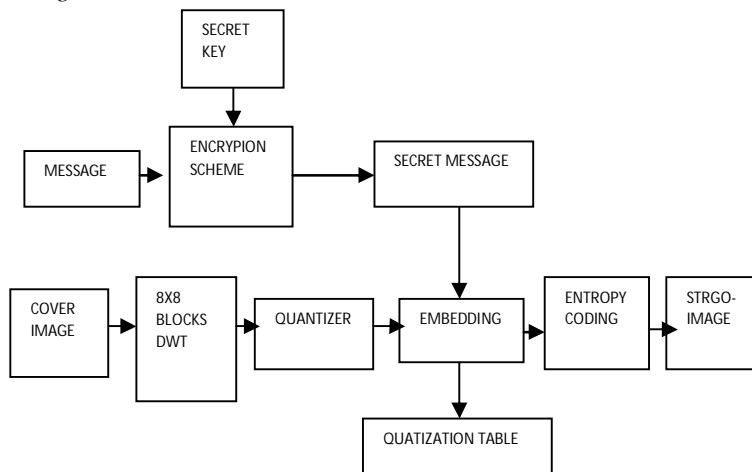 SECRET
KEY
MESSAGE
ENCRYPION
SCHEME
SECRET MESSAGE
COVER
IMAGE
8X8
BLOCKS
DWT
QUANTIZER
EMBEDDING
ENTROPY
CODING
STRGO-
IMAGE
QUATIZATION TABLE